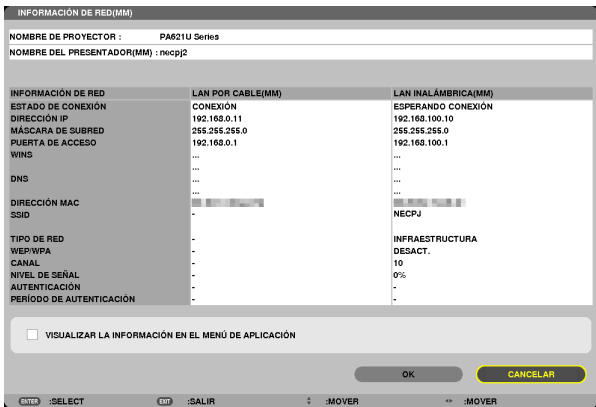 INFORMACIÓN DE RED(MM)
NOMBRE DE PROYECTOR : PA621U Series
NOMBRE DEL PRESENTADOR(MM) : necpj2
INFORMACIÓN DE RED LAN POR CABLE(MM) LAN INALÁMBRICA(MM)
ESTADO DE CONEXIÓN CONEXIÓN ESPERANDO CONEXIÓN
DIRECCIÓN IP 192.168.0.11 192.168.100.10
MÁSCARA DE SUBRED 255.255.255.0 255.255.255.0
PUERTA DE ACCESO 192.168.0.1 192.168.100.1
WINS ... ...
... ...
DNS ... ...
... ...
DIRECCIÓN MAC
SSID - NECPJ
TIPO DE RED - INFRAESTRUCTURA
WEP/WPA - DESACT.
CANAL - 10
NIVEL DE SEÑAL - 0%
AUTENTICACIÓN - -
PERÍODO DE AUTENTICACIÓN - -
VISUALIZAR LA INFORMACIÓN EN EL MENÚ DE APLICACIÓN
OK CANCELAR
ENTER :SELECT EXIT :SALIR :MOVER :MOVER